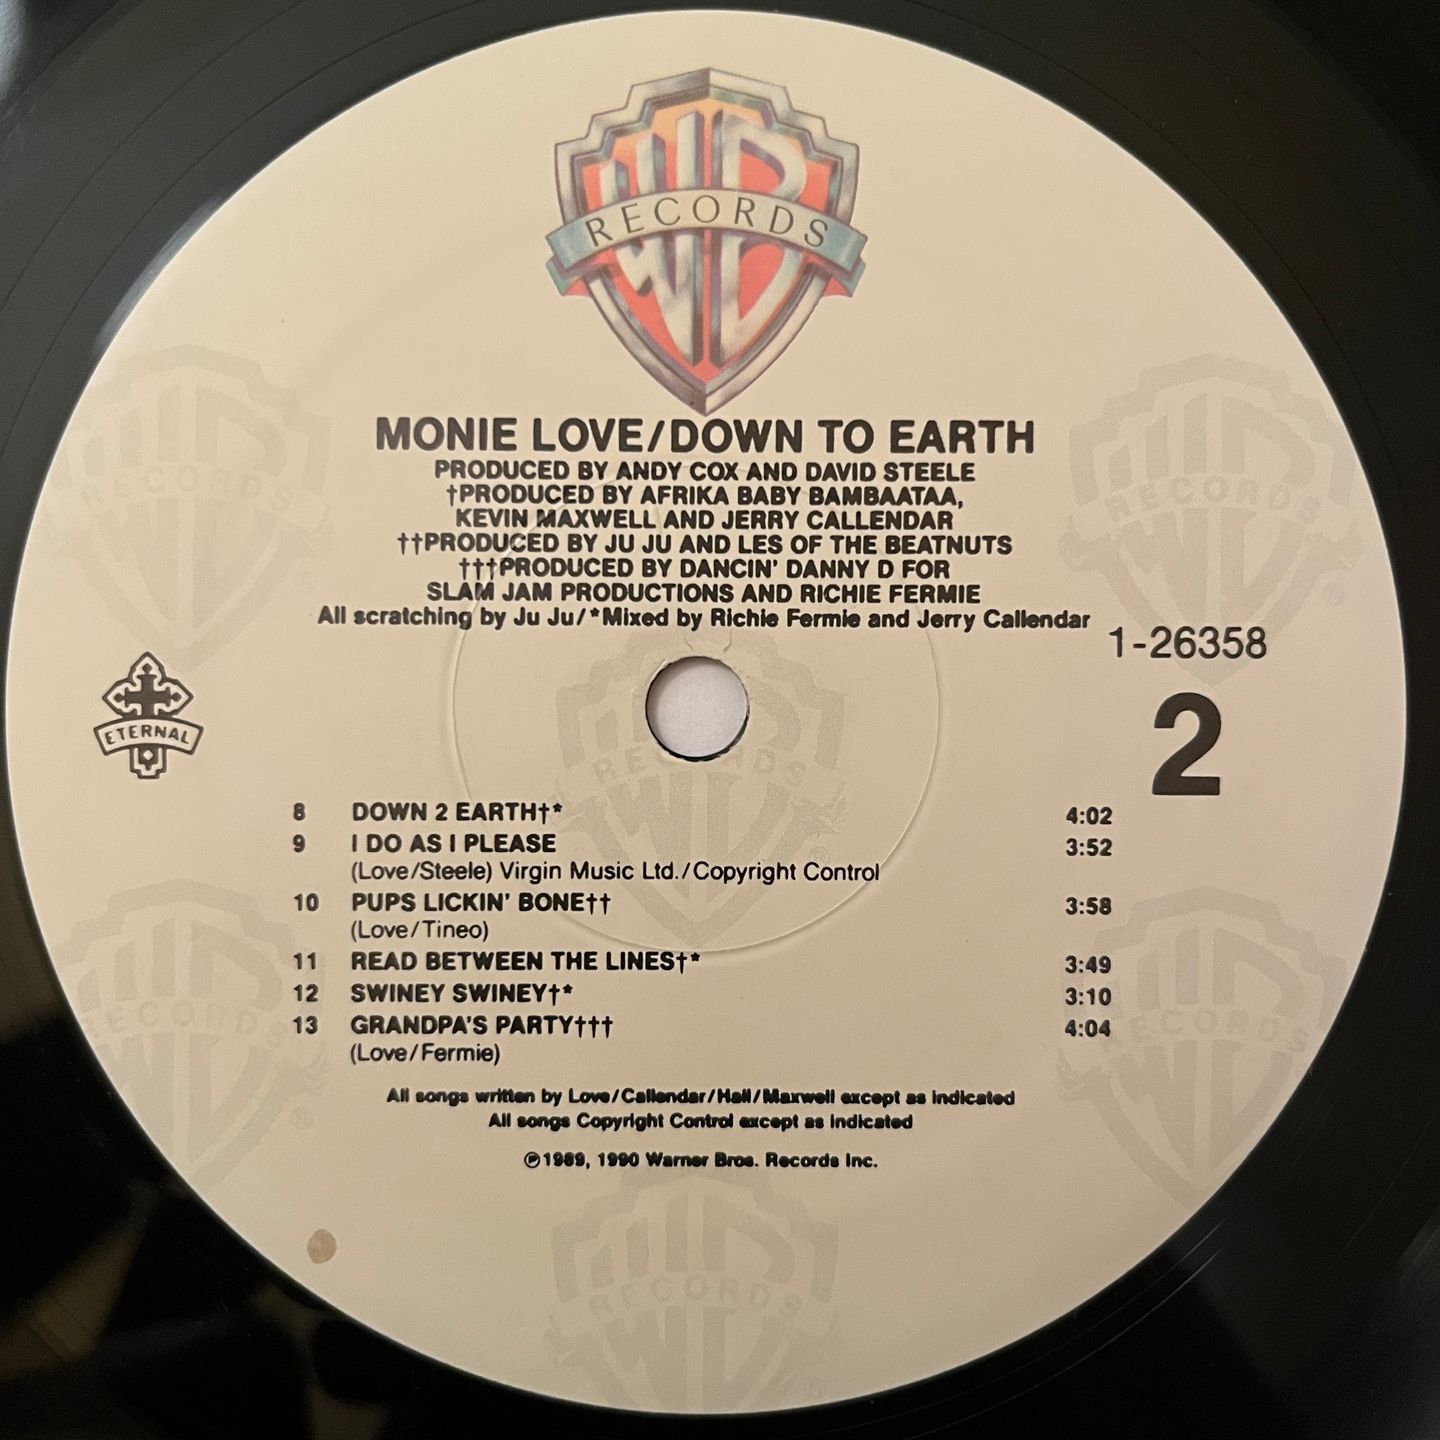 WB
RECORDS
MONIE LOVE/DOWN TO EARTH
PRODUCED BY ANDY COX AND DAVID STEELE
†PRODUCED BY AFRIKA BABY BAMBAATAA,
KEVIN MAXWELL AND JERRY CALLENDAR
††PRODUCED BY JU JU AND LES OF THE BEATNUTS
†††PRODUCED BY DANCIN' DANNY D FOR
SLAM JAM PRODUCTIONS AND RICHIE FERMIE
All scratching by Ju Ju/*Mixed by Richie Fermie and Jerry Callendar
1-26358
ETERNAL
2
8 DOWN 2 EARTH†* 4:02
9 I DO AS I PLEASE 3:52
(Love/Steele) Virgin Music Ltd./Copyright Control
10 PUPS LICKIN' BONE†† 3:58
(Love/Tineo)
11 READ BETWEEN THE LINES†* 3:49
12 SWINEY SWINEY†* 3:10
13 GRANDPA'S PARTY††† 4:04
(Love/Fermie)
All songs written by Love/Callendar/Hall/Maxwell except as indicated
All songs Copyright Control except as indicated
℗1989, 1990 Warner Bros. Records Inc.